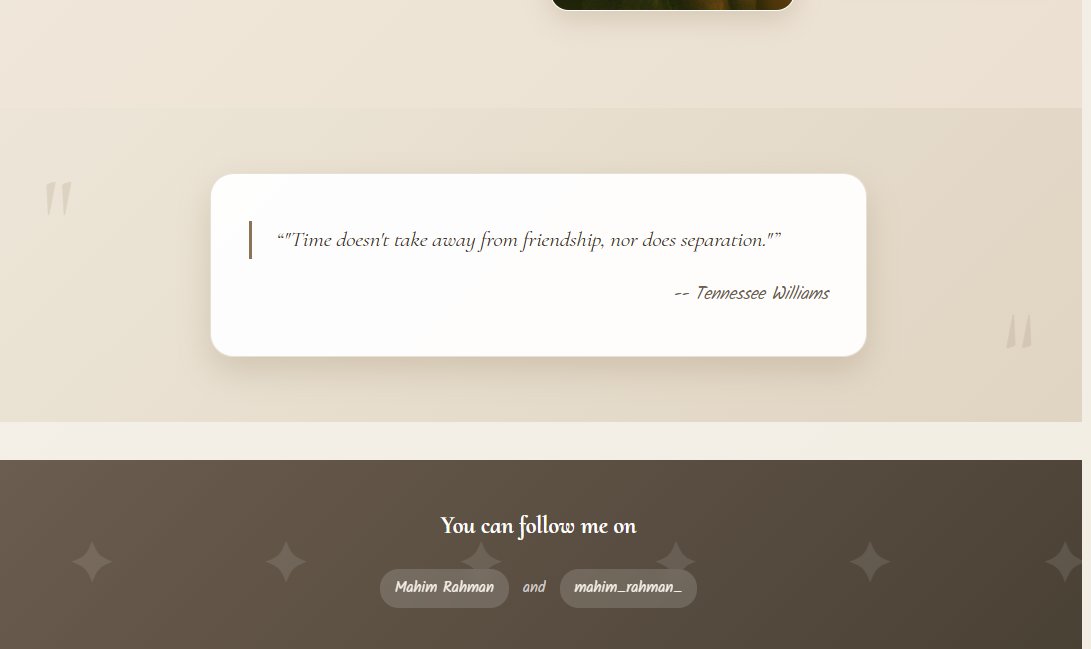 "
“"Time doesn't take away from friendship, nor does separation."”
-- Tennessee Williams
"
You can follow me on
Mahim Rahman and mahim_rahman_